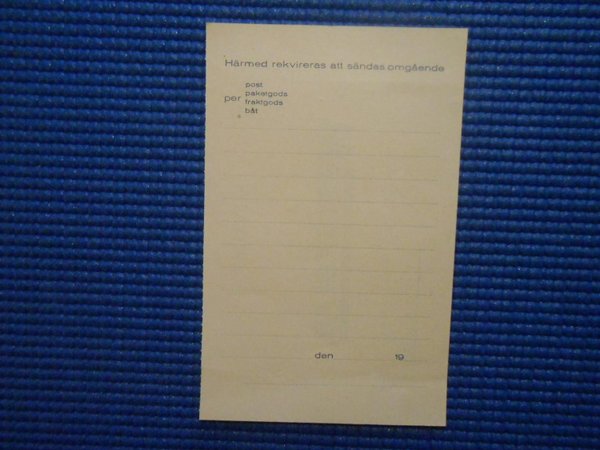 Härmed rekvireras att sändas omgående
post
paketgods
per fraktgods
båt
den 19